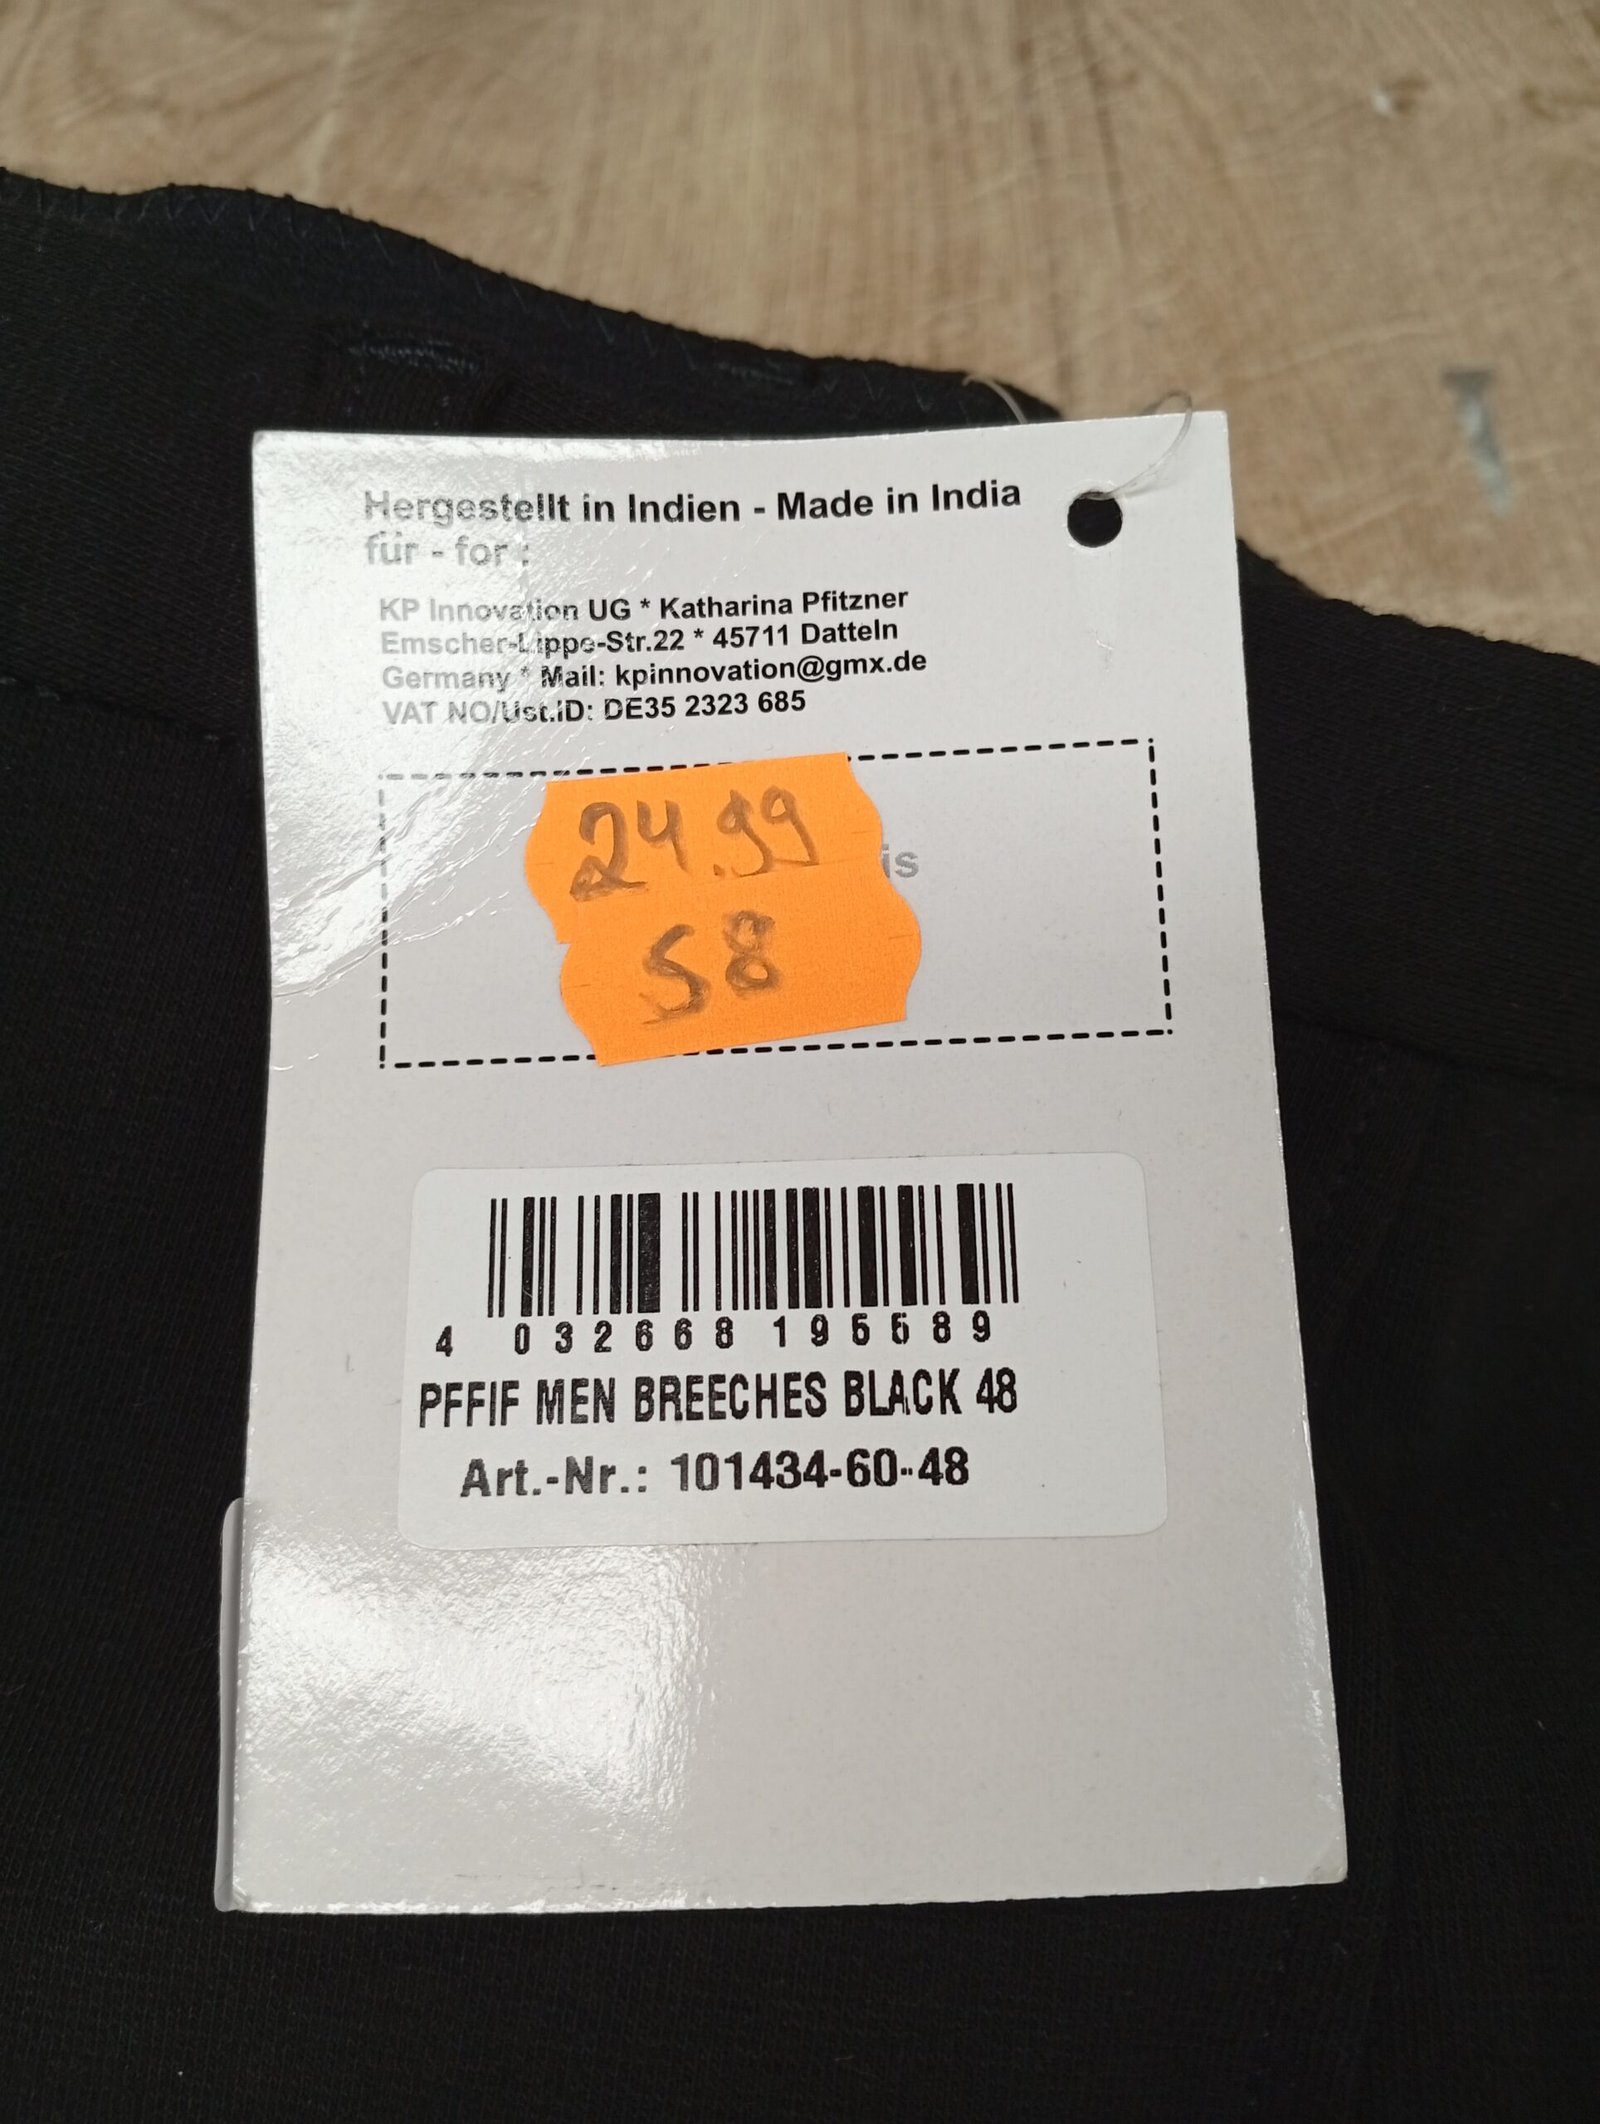 Hergestellt in Indien - Made in India
für - for :
KP Innovation UG * Katharina Pfitzner
Emscher-Lippe-Str.22 * 45711 Datteln
Germany * Mail: kpinnovation@gmx.de
VAT NO/Ust.ID: DE35 2323 685
24.99
is
58
4 032668 195589
PFFIF MEN BREECHES BLACK 48
Art.-Nr.: 101434-60-48